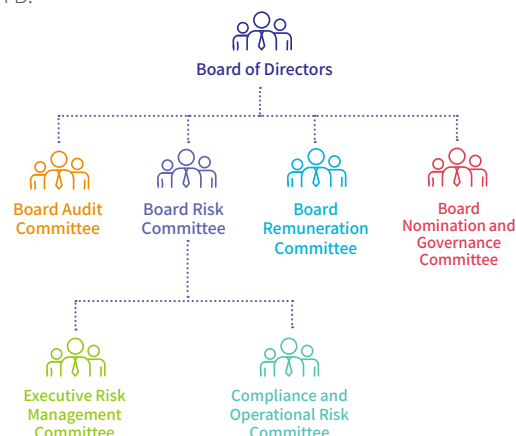 Board of Directors
Board Audit
Committee
Board Risk
Committee
Board
Remuneration
Committee
Board
Nomination and
Governance
Committee
Executive Risk
Management
Committee
Compliance and
Operational Risk
Committee